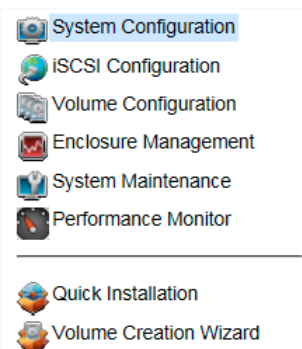 System Configuration
iSCSI Configuration
Volume Configuration
Enclosure Management
System Maintenance
Performance Monitor
Quick Installation
Volume Creation Wizard